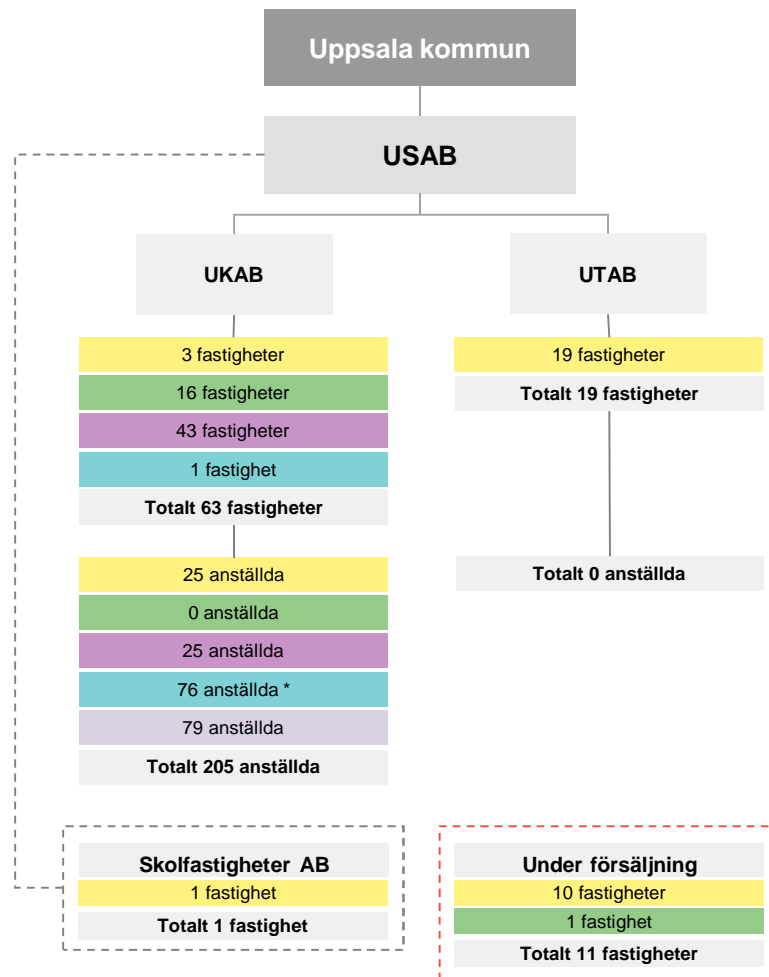 Uppsala kommun
USAB
UKAB
3 fastigheter
16 fastigheter
43 fastigheter
1 fastighet
Totalt 63 fastigheter
25 anställda
0 anställda
25 anställda
76 anställda *
79 anställda
Totalt 205 anställda
UTAB
19 fastigheter
Totalt 19 fastigheter
Totalt 0 anställda
Skolfastigheter AB
1 fastighet
Totalt 1 fastighet
Under försäljning
10 fastigheter
1 fastighet
Totalt 11 fastigheter